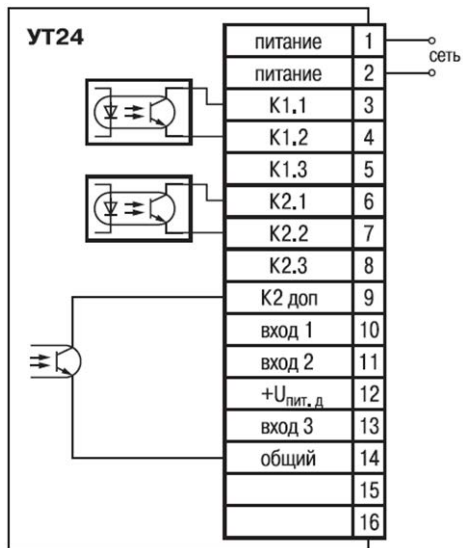 УТ24
питание 1
сеть
питание 2
К1.1 3
К1.2 4
К1.3 5
К2.1 6
К2.2 7
К2.3 8
К2 доп 9
вход 1 10
вход 2 11
+Uпит. д 12
вход 3 13
общий 14
15
16